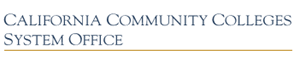 CALIFORNIA COMMUNITY COLLEGES
SYSTEM OFFICE